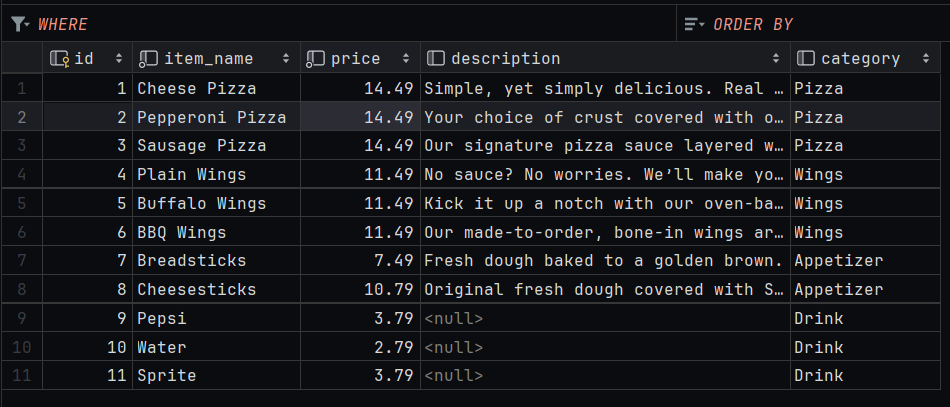 WHERE ORDER BY
id item_name price description category
1 1 Cheese Pizza 14.49 Simple, yet simply delicious. Real … Pizza
2 2 Pepperoni Pizza 14.49 Your choice of crust covered with o… Pizza
3 3 Sausage Pizza 14.49 Our signature pizza sauce layered w… Pizza
4 4 Plain Wings 11.49 No sauce? No worries. We’ll make yo… Wings
5 5 Buffalo Wings 11.49 Kick it up a notch with our oven-ba… Wings
6 6 BBQ Wings 11.49 Our made-to-order, bone-in wings ar… Wings
7 7 Breadsticks 7.49 Fresh dough baked to a golden brown. Appetizer
8 8 Cheesesticks 10.79 Original fresh dough covered with S… Appetizer
9 9 Pepsi 3.79 <null> Drink
10 10 Water 2.79 <null> Drink
11 11 Sprite 3.79 <null> Drink